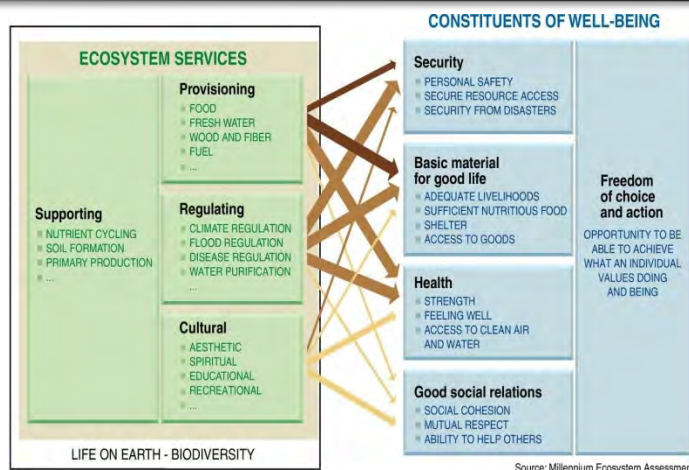 ECOSYSTEM SERVICES
Supporting
NUTRIENT CYCLING
SOIL FORMATION
PRIMARY PRODUCTION
...
Provisioning
FOOD
FRESH WATER
WOOD AND FIBER
FUEL
...
Regulating
CLIMATE REGULATION
FLOOD REGULATION
DISEASE REGULATION
WATER PURIFICATION
...
Cultural
AESTHETIC
SPIRITUAL
EDUCATIONAL
RECREATIONAL
...
LIFE ON EARTH - BIODIVERSITY
CONSTITUENTS OF WELL-BEING
Security
PERSONAL SAFETY
SECURE RESOURCE ACCESS
SECURITY FROM DISASTERS
Basic material
for good life
ADEQUATE LIVELIHOODS
SUFFICIENT NUTRITIOUS FOOD
SHELTER
ACCESS TO GOODS
Health
STRENGTH
FEELING WELL
ACCESS TO CLEAN AIR
AND WATER
Good social relations
SOCIAL COHESION
MUTUAL RESPECT
ABILITY TO HELP OTHERS
Freedom
of choice
and action
OPPORTUNITY TO BE
ABLE TO ACHIEVE
WHAT AN INDIVIDUAL
VALUES DOING
AND BEING
Source: Millennium Ecosystem Assessmen